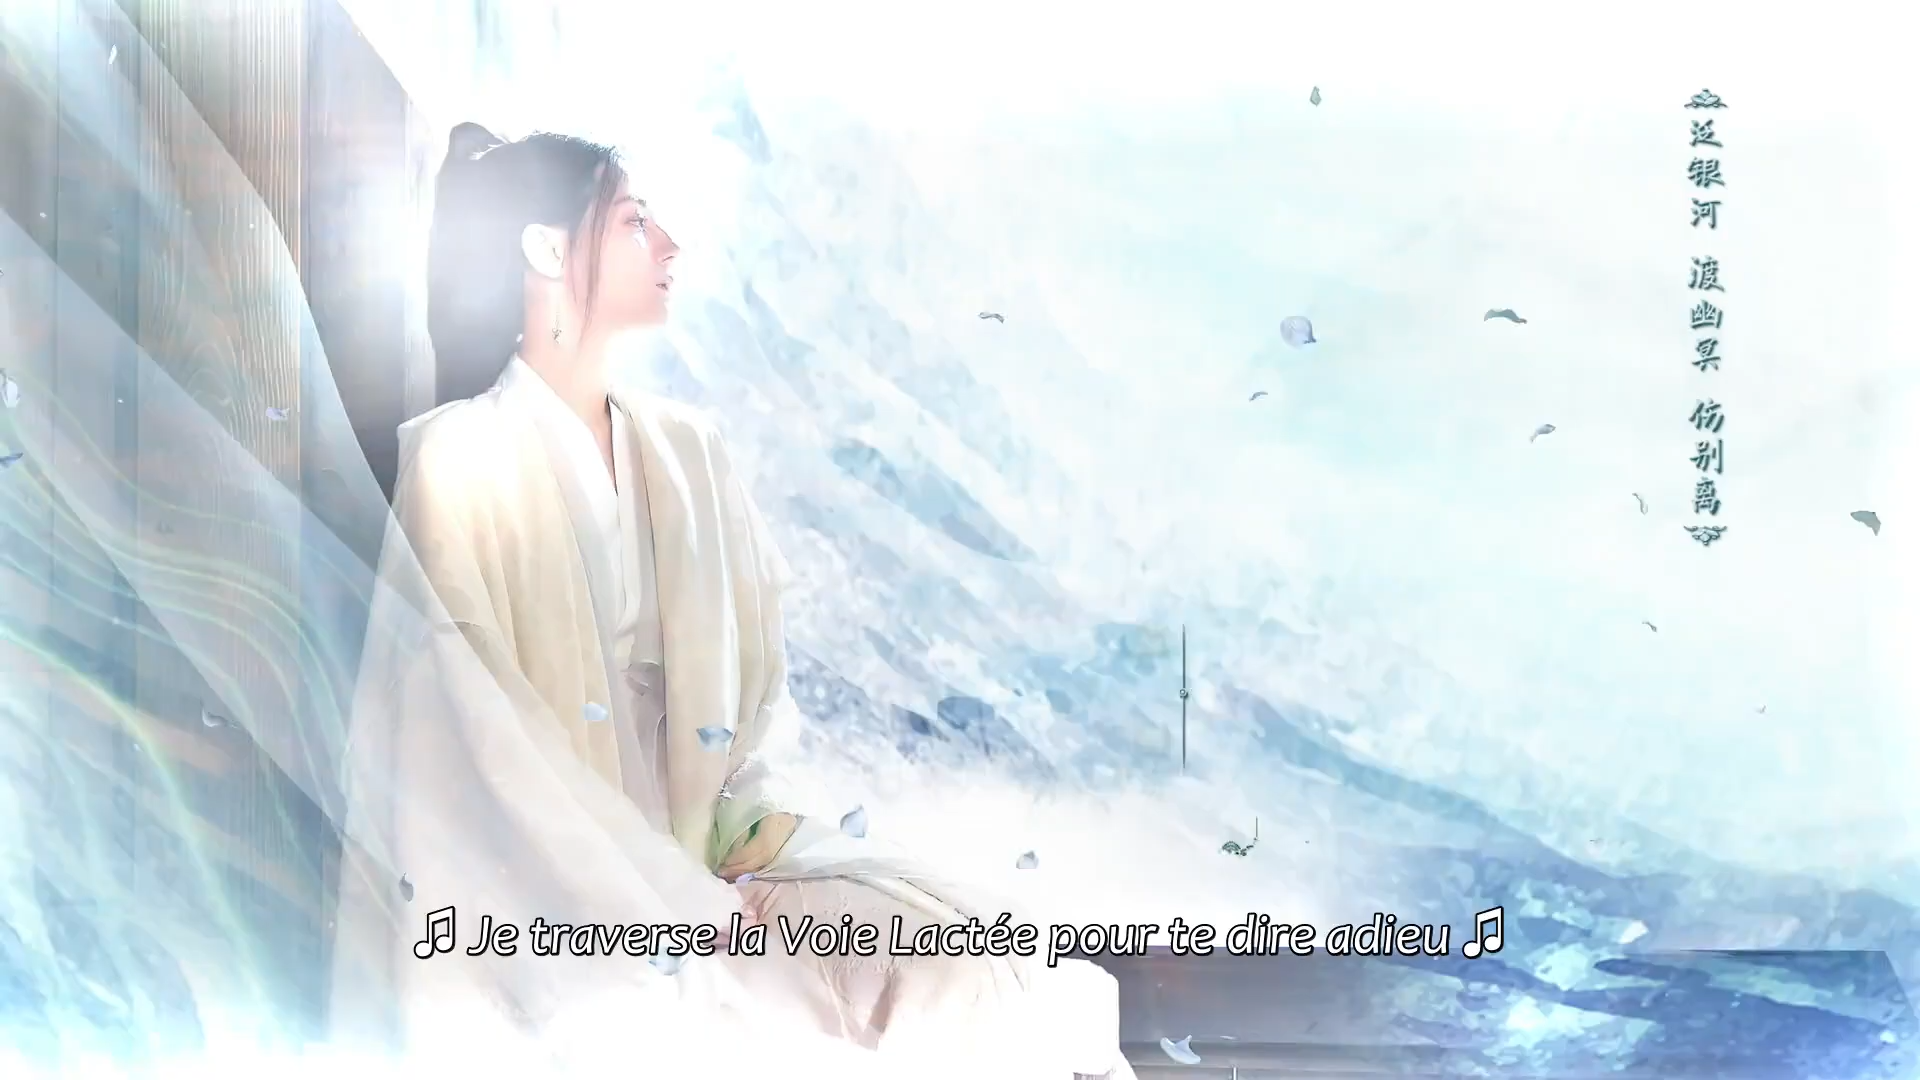 泛银河 渡幽冥 伤别离
♫ Je traverse la Voie Lactée pour te dire adieu ♫